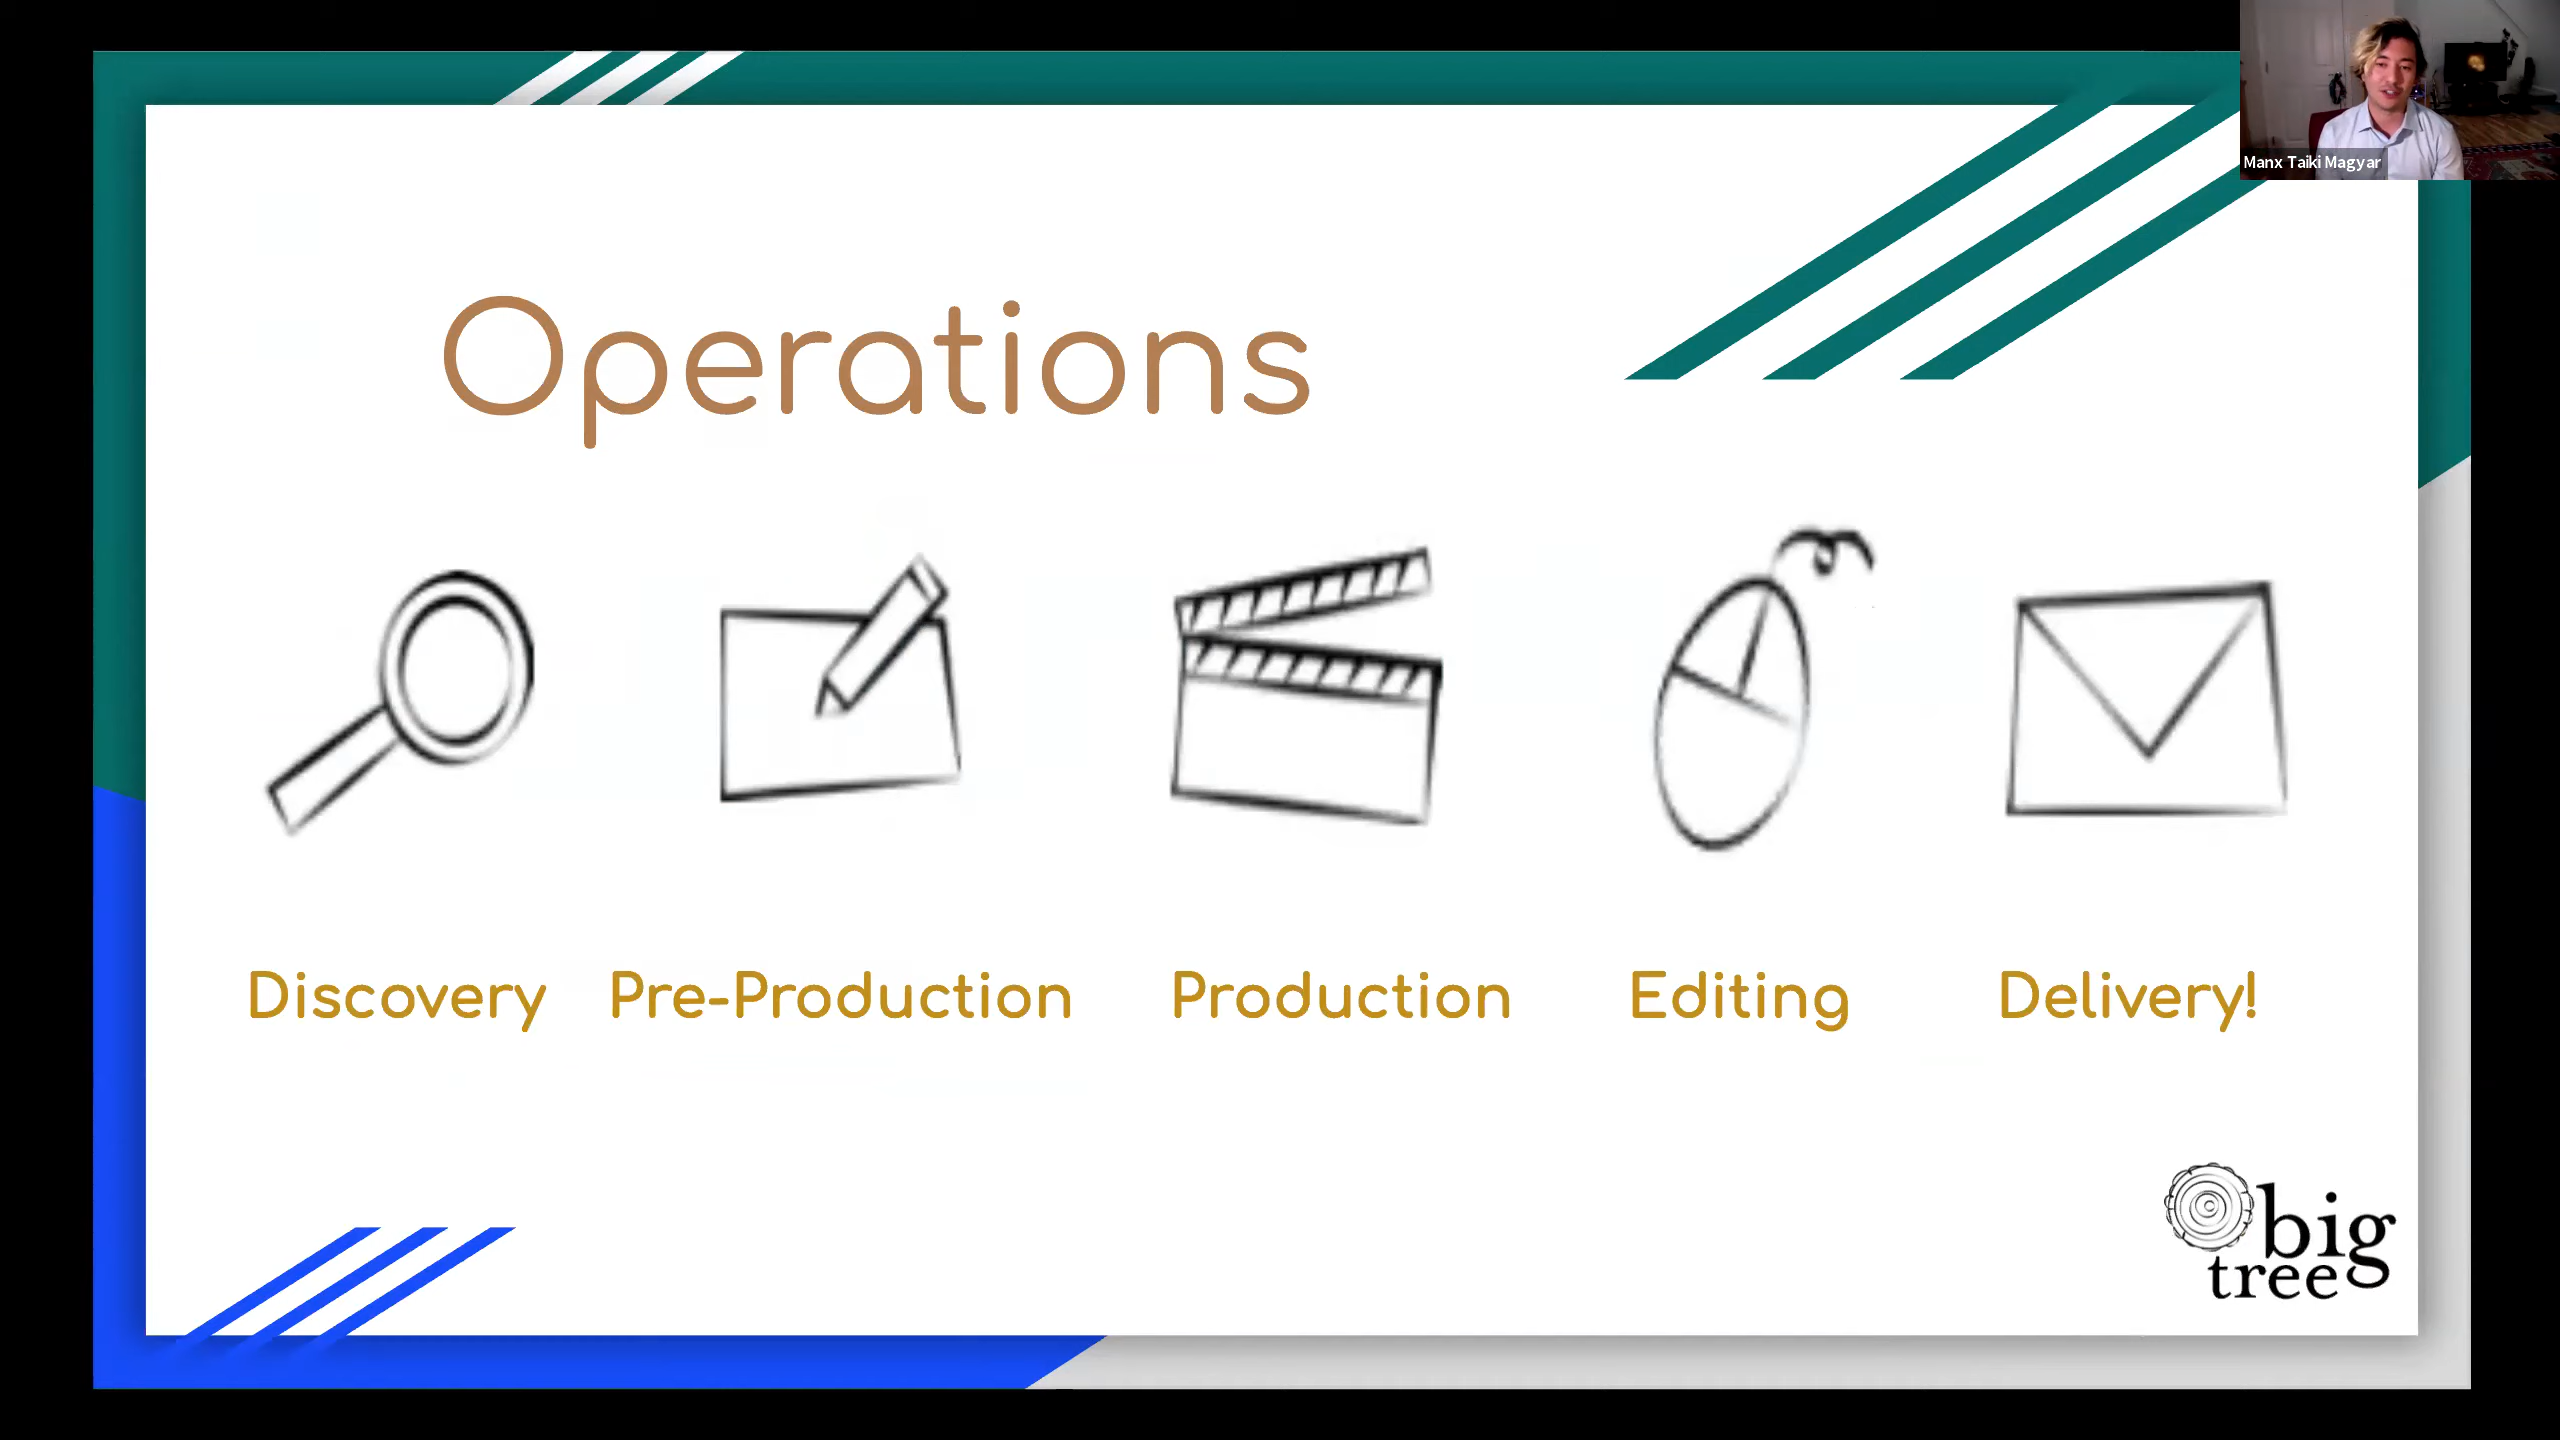 Manx Taiki Magyar
Operations
Discovery
Pre-Production
Production
Editing
Delivery!
big
tree